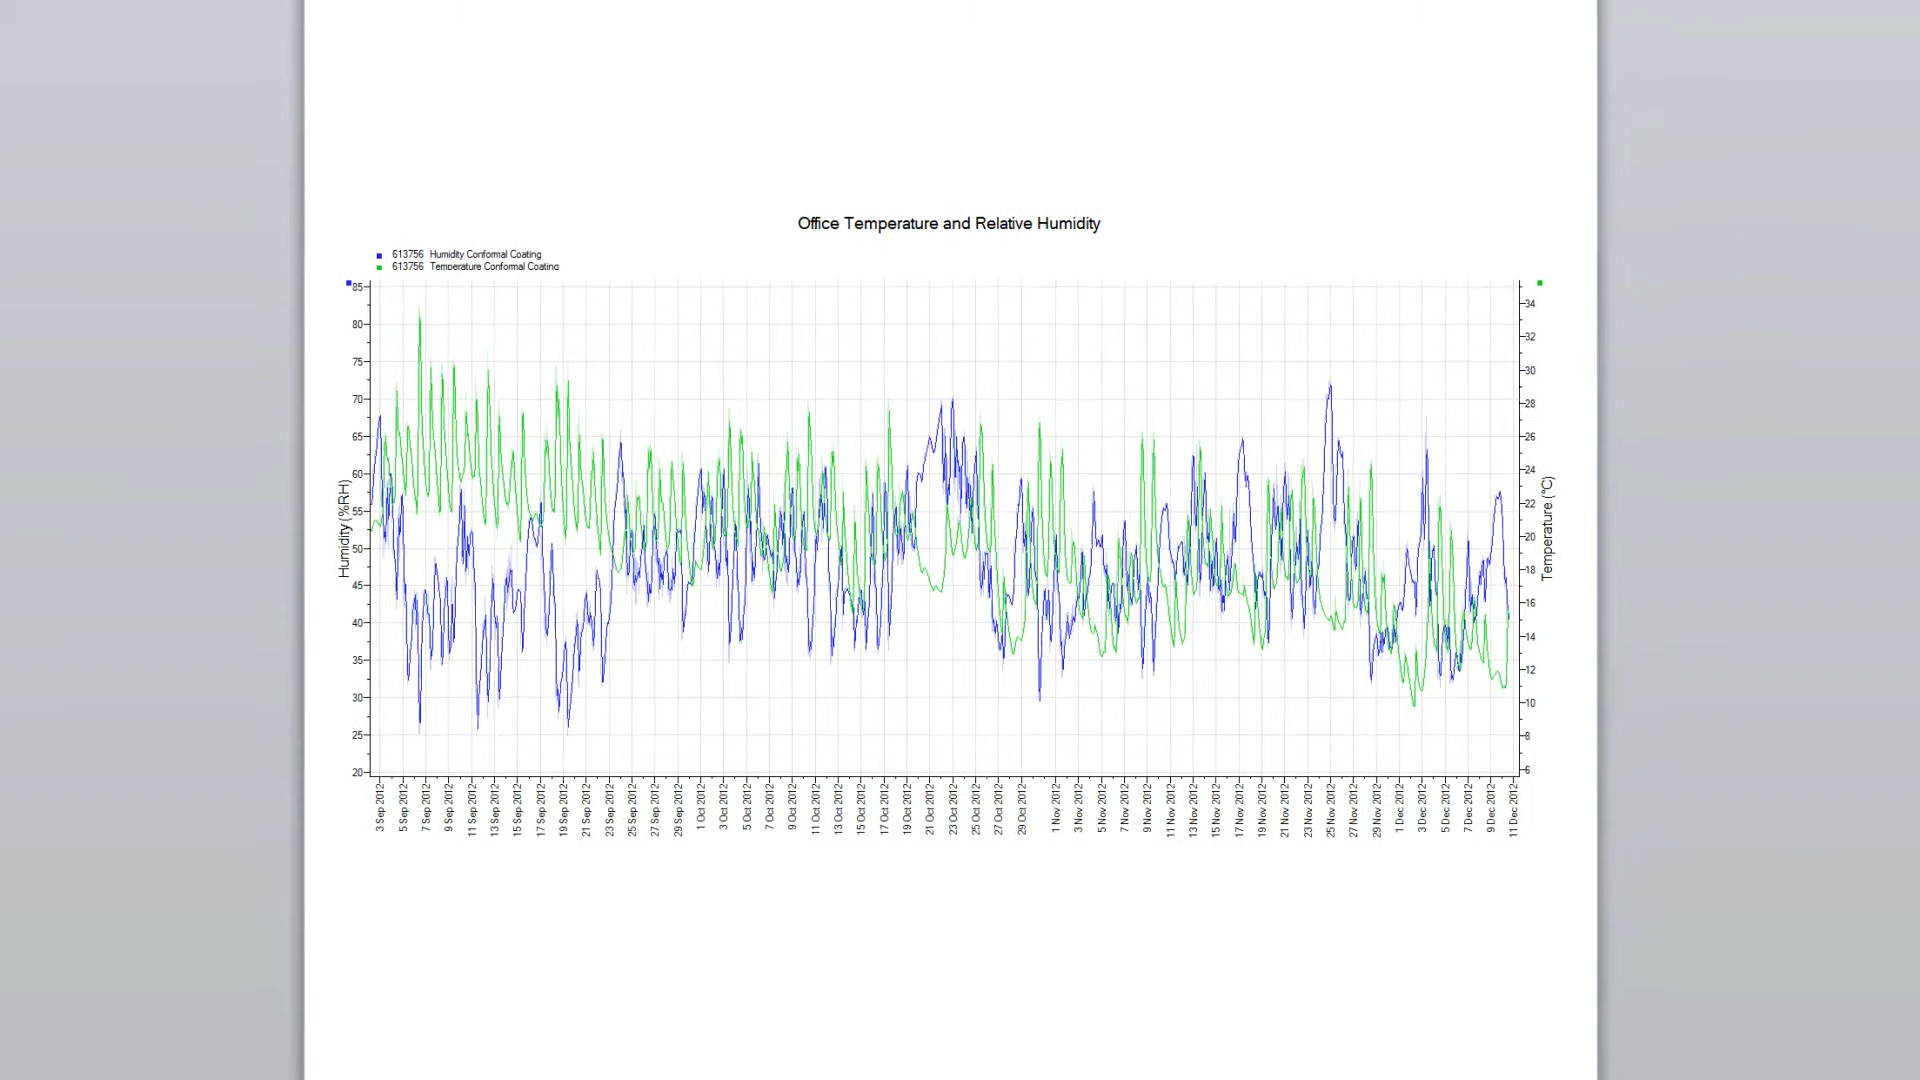 Office Temperature and Relative Humidity
613756 Humidity Conformal Coating
613756 Temperature Conformal Coating
85
80
75
70
65
60
55
50
45
40
35
30
25
20
Humidity (%RH)
34
32
30
28
26
24
22
20
18
16
14
12
10
8
6
Temperature (°C)
3 Sep 2012
5 Sep 2012
7 Sep 2012
9 Sep 2012
11 Sep 2012
13 Sep 2012
15 Sep 2012
17 Sep 2012
19 Sep 2012
21 Sep 2012
23 Sep 2012
25 Sep 2012
27 Sep 2012
29 Sep 2012
1 Oct 2012
3 Oct 2012
5 Oct 2012
7 Oct 2012
9 Oct 2012
11 Oct 2012
13 Oct 2012
15 Oct 2012
17 Oct 2012
19 Oct 2012
21 Oct 2012
23 Oct 2012
25 Oct 2012
27 Oct 2012
29 Oct 2012
1 Nov 2012
3 Nov 2012
5 Nov 2012
7 Nov 2012
9 Nov 2012
11 Nov 2012
13 Nov 2012
15 Nov 2012
17 Nov 2012
19 Nov 2012
21 Nov 2012
23 Nov 2012
25 Nov 2012
27 Nov 2012
29 Nov 2012
1 Dec 2012
3 Dec 2012
5 Dec 2012
7 Dec 2012
9 Dec 2012
11 Dec 2012